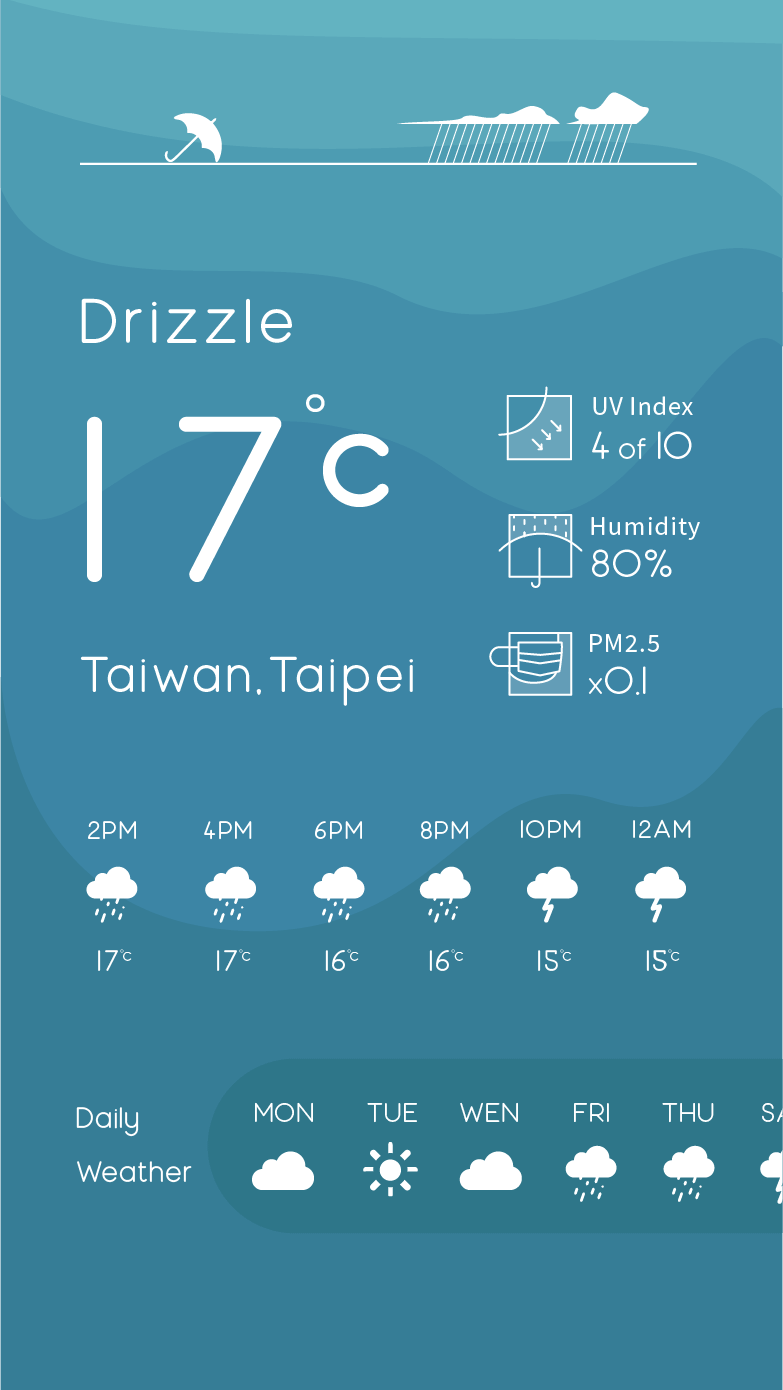 Drizzle
17°c
UV Index
4 of 10
Humidity
80%
Taiwan,Taipei
PM2.5
x0.1
2PM 4PM 6PM 8PM 10PM 12AM
17°c 17°c 16°c 16°c 15°c 15°c
Daily
Weather
MON TUE WEN FRI THU SA